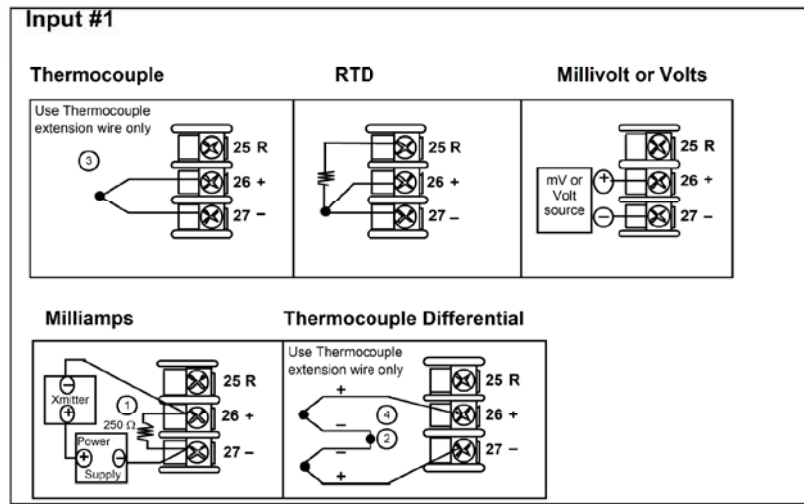 Input #1
Thermocouple
RTD
Millivolt or Volts
Use Thermocouple
extension wire only
3
25 R
26 +
27 –
25 R
26 +
27 –
mV or
Volt
source
+
–
25 R
26 +
27 –
Milliamps
Thermocouple Differential
–
Xmitter
+
Power
+ –
Supply
1
250 Ω
25 R
26 +
27 –
Use Thermocouple
extension wire only
+
–
4
2
–
+
25 R
26 +
27 –